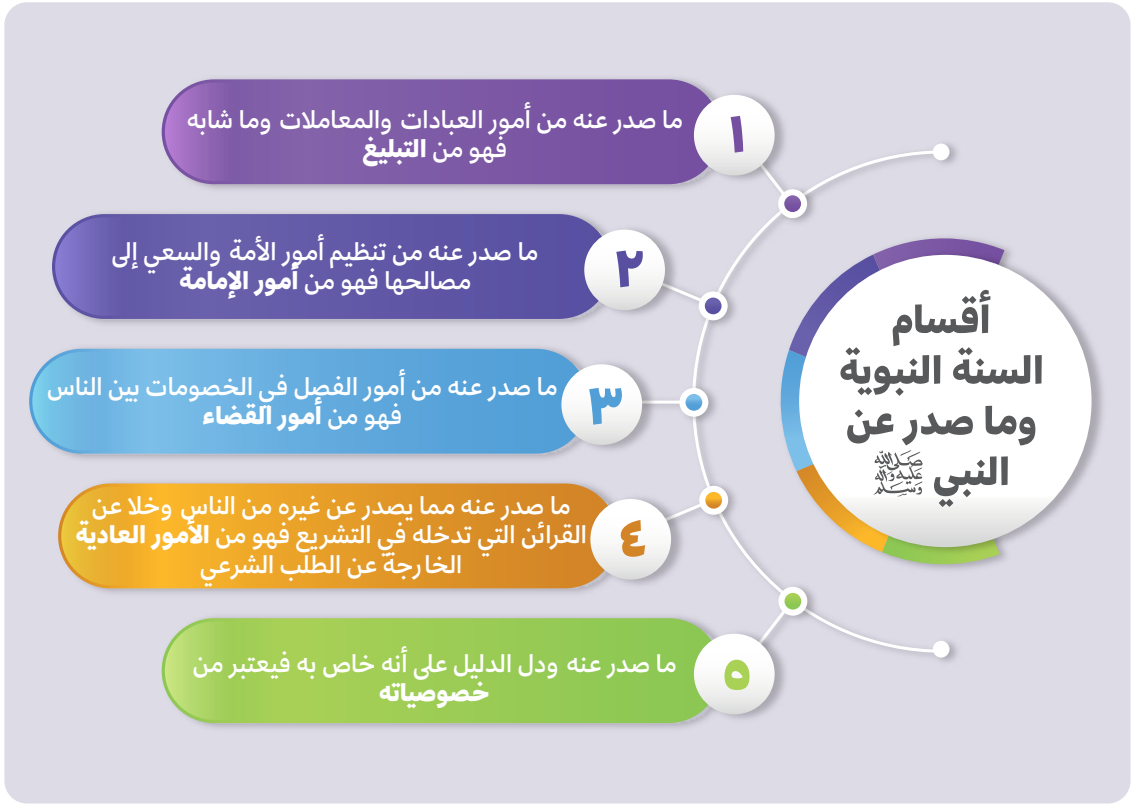 أقسام
السنة النبوية
وما صدر عن
النبي ﷺ
١
ما صدر عنه من أمور العبادات والمعاملات وما شابه
فهو من التبليغ
٢
ما صدر عنه من تنظيم أمور الأمة والسعي إلى
مصالحها فهو من أمور الإمامة
٣
ما صدر عنه من أمور الفصل في الخصومات بين الناس
فهو من أمور القضاء
٤
ما صدر عنه مما يصدر عن غيره من الناس وخلا عن
القرائن التي تدخله في التشريع فهو من الأمور العادية
الخارجة عن الطلب الشرعي
٥
ما صدر عنه ودل الدليل على أنه خاص به فيعتبر من
خصوصياته